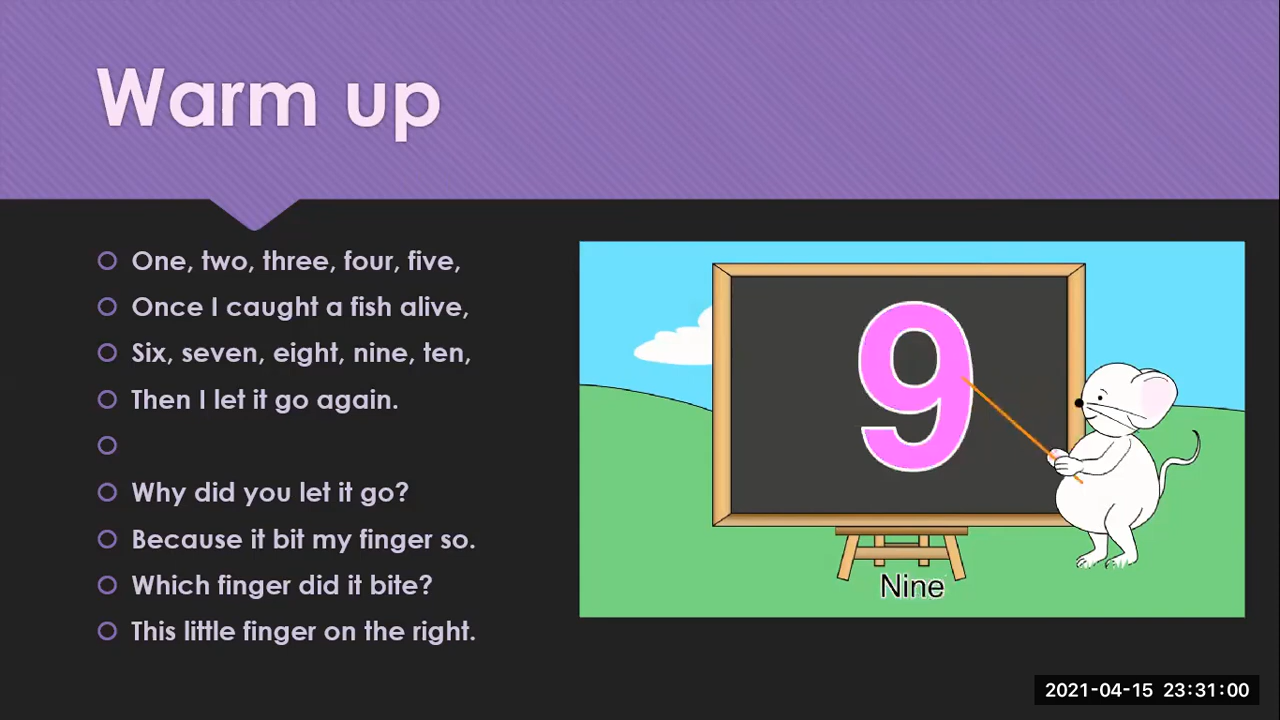 Warm up
One, two, three, four, five,
Once I caught a fish alive,
Six, seven, eight, nine, ten,
Then I let it go again.
Why did you let it go?
Because it bit my finger so.
Which finger did it bite?
This little finger on the right.
9
Nine
2021-04-15 23:31:00